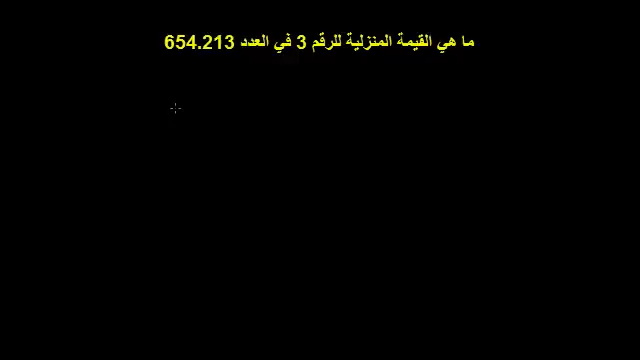 ما هي القيمة المنزلية للرقم 3 في العدد 654.213